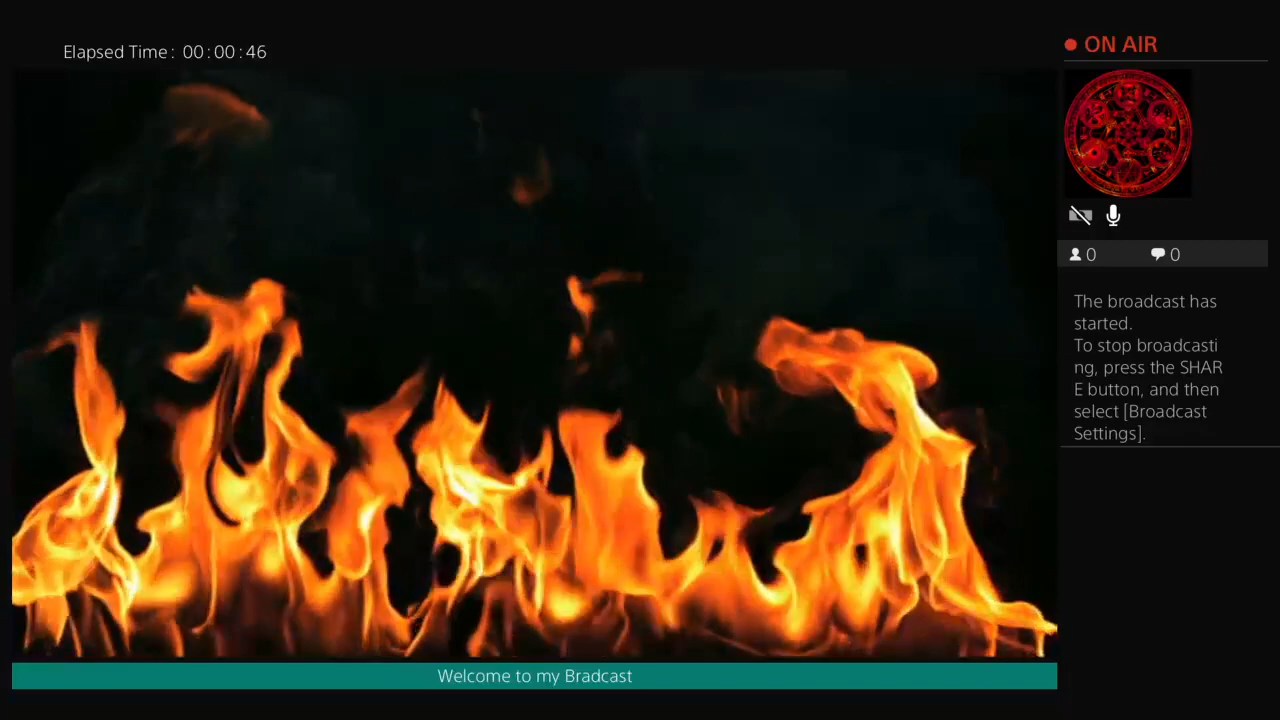 Elapsed Time: 00:00:46
ON AIR
0
0
The broadcast has
started.
To stop broadcasti
ng, press the SHAR
E button, and then
select [Broadcast
Settings].
Welcome to my Bradcast